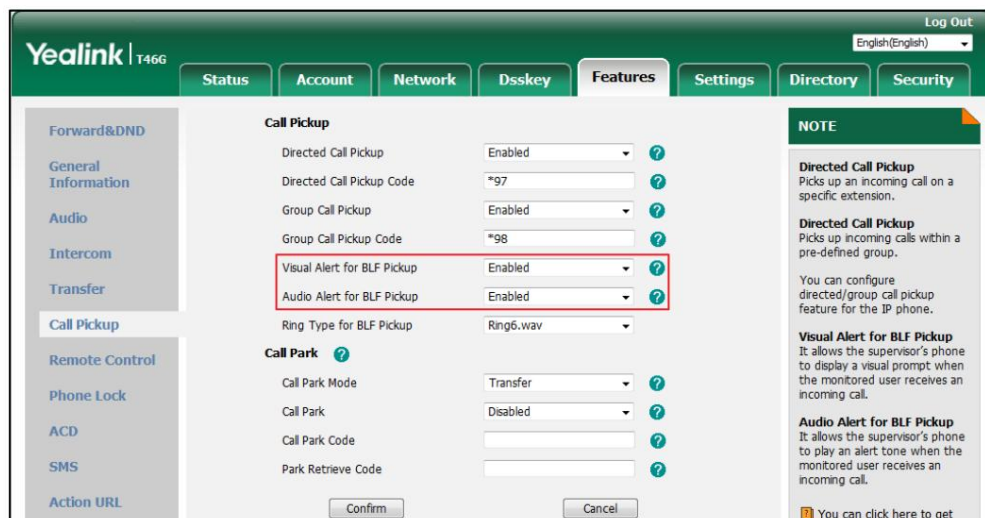 Log Out
Yealink T46G
English(English)
Status Account Network Dsskey Features Settings Directory Security
Forward&DND
General
Information
Audio
Intercom
Transfer
Call Pickup
Remote Control
Phone Lock
ACD
SMS
Action URL
Call Pickup
Directed Call Pickup Enabled ?
Directed Call Pickup Code *97 ?
Group Call Pickup Enabled ?
Group Call Pickup Code *98 ?
Visual Alert for BLF Pickup Enabled ?
Audio Alert for BLF Pickup Enabled ?
Ring Type for BLF Pickup Ring6.wav
Call Park ?
Call Park Mode Transfer ?
Call Park Disabled ?
Call Park Code ?
Park Retrieve Code ?
Confirm Cancel
NOTE
Directed Call Pickup
Picks up an incoming call on a
specific extension.
Directed Call Pickup
Picks up incoming calls within a
pre-defined group.
You can configure
directed/group call pickup
feature for the IP phone.
Visual Alert for BLF Pickup
It allows the supervisor's phone
to display a visual prompt when
the monitored user receives an
incoming call.
Audio Alert for BLF Pickup
It allows the supervisor's phone
to play an alert tone when the
monitored user receives an
incoming call.
? You can click here to get